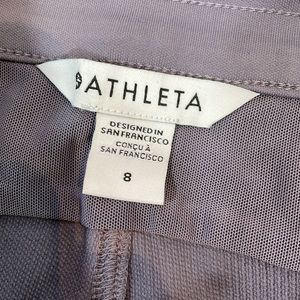 ATHLETA
DESIGNED IN
SAN FRANCISCO
CONÇU À
SAN FRANCISCO
8